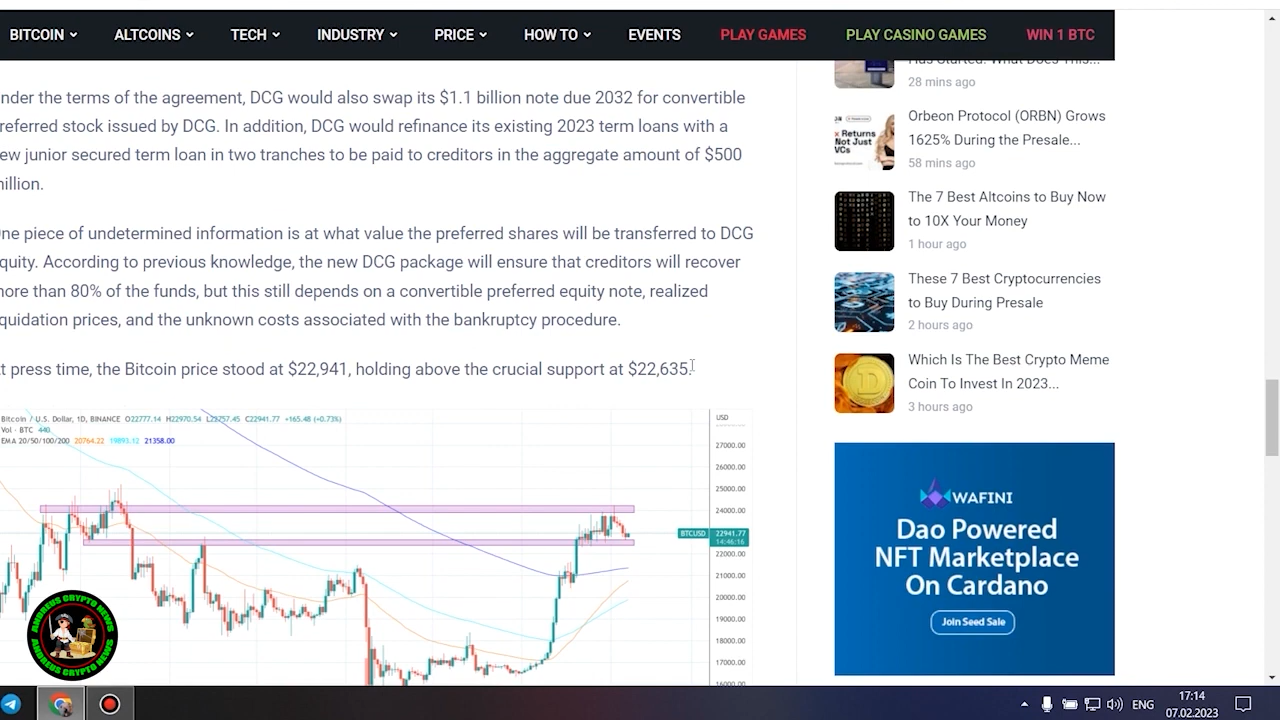 BITCOIN ALTCOINS TECH INDUSTRY PRICE HOW TO EVENTS PLAY GAMES PLAY CASINO GAMES WIN 1 BTC
nder the terms of the agreement, DCG would also swap its $1.1 billion note due 2032 for convertible
referred stock issued by DCG. In addition, DCG would refinance its existing 2023 term loans with a
ew junior secured term loan in two tranches to be paid to creditors in the aggregate amount of $500
illion.
ne piece of undetermined information is at what value the preferred shares will be transferred to DCG
quity. According to previous knowledge, the new DCG package will ensure that creditors will recover
ore than 80% of the funds, but this still depends on a convertible preferred equity note, realized
quidation prices, and the unknown costs associated with the bankruptcy procedure.
t press time, the Bitcoin price stood at $22,941, holding above the crucial support at $22,635.
Bitcoin / U.S. Dollar, 1D, BINANCE O22777.14 H22970.54 L22757.45 C22941.77 +165.48 (+0.73%)
Vol · BTC 440
EMA 20/50/100/200 20764.22 19893.12 21358.00
USD
27000.00
26000.00
25000.00
24000.00
BTCUSD 22941.77
14:46:16
22000.00
21000.00
20000.00
19000.00
18000.00
17000.00
16000.00
Has Started: What Does This...
28 mins ago
Returns
Not Just
VCs
Orbeon Protocol (ORBN) Grows
1625% During the Presale...
58 mins ago
The 7 Best Altcoins to Buy Now
to 10X Your Money
1 hour ago
These 7 Best Cryptocurrencies
to Buy During Presale
2 hours ago
Which Is The Best Crypto Meme
Coin To Invest In 2023...
3 hours ago
WAFINI
Dao Powered
NFT Marketplace
On Cardano
Join Seed Sale
ANDREUS CRYPTO NEWS
ANDREUS CRYPTO NEWS
ENG
17:14
07.02.2023